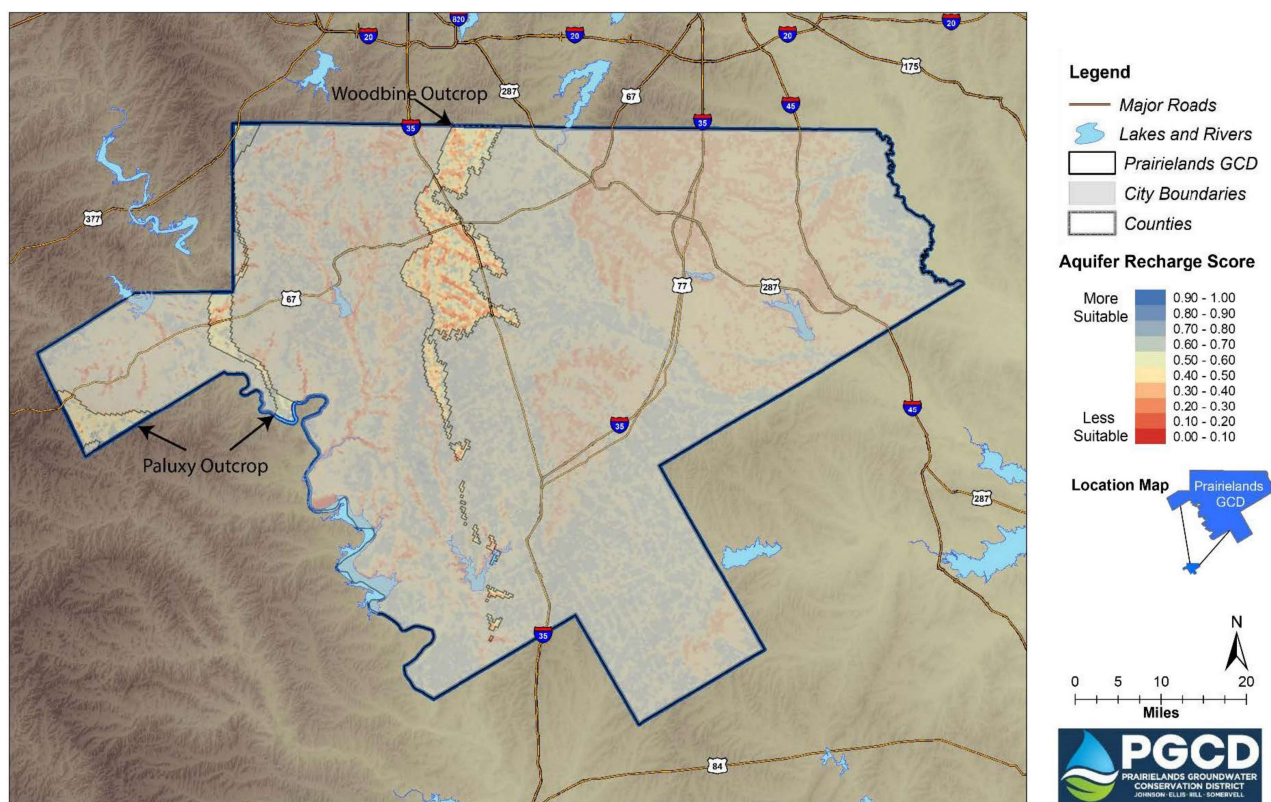 820
20
20
20
20
175
Woodbine Outcrop
287
67
45
35
35
377
67
77
287
35
45
Paluxy Outcrop
287
35
84
Legend
Major Roads
Lakes and Rivers
Prairielands GCD
City Boundaries
Counties
Aquifer Recharge Score
More
Suitable
0.90 - 1.00
0.80 - 0.90
0.70 - 0.80
0.60 - 0.70
0.50 - 0.60
0.40 - 0.50
0.30 - 0.40
0.20 - 0.30
0.10 - 0.20
0.00 - 0.10
Less
Suitable
Location Map
Prairielands
GCD
N
0 5 10 20
Miles
PGCD
PRAIRIELANDS GROUNDWATER
CONSERVATION DISTRICT
JOHNSON · ELLIS · HILL · SOMERVELL